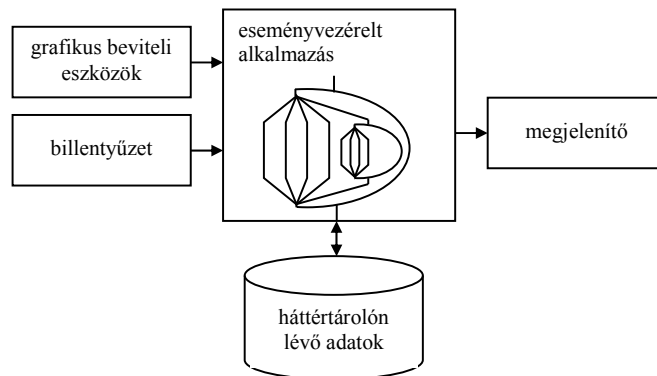 grafikus beviteli
eszközök
billentyűzet
eseményvezérelt
alkalmazás
megjelenítő
háttértárolón
lévő adatok